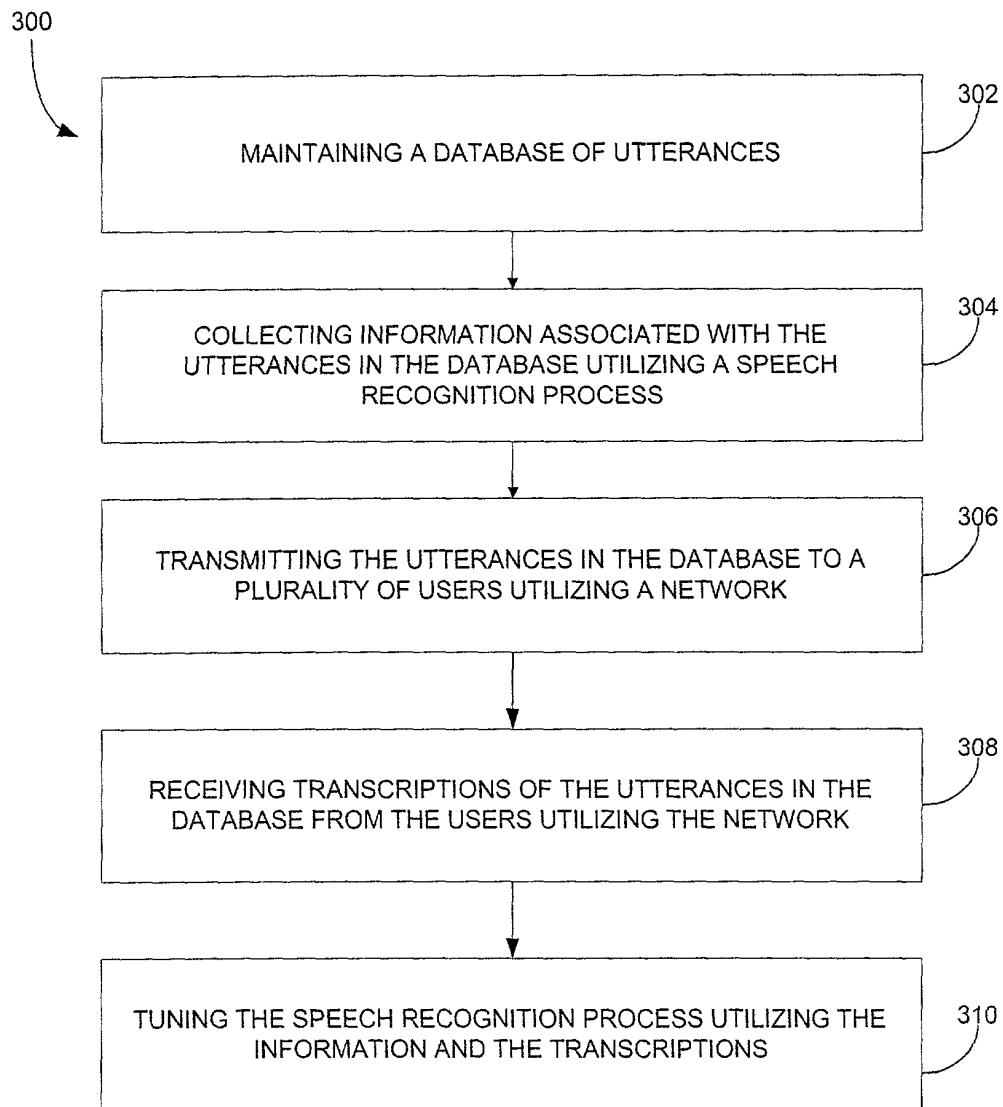 300
302
MAINTAINING A DATABASE OF UTTERANCES
304
COLLECTING INFORMATION ASSOCIATED WITH THE
UTTERANCES IN THE DATABASE UTILIZING A SPEECH
RECOGNITION PROCESS
306
TRANSMITTING THE UTTERANCES IN THE DATABASE TO A
PLURALITY OF USERS UTILIZING A NETWORK
308
RECEIVING TRANSCRIPTIONS OF THE UTTERANCES IN THE
DATABASE FROM THE USERS UTILIZING THE NETWORK
310
TUNING THE SPEECH RECOGNITION PROCESS UTILIZING THE
INFORMATION AND THE TRANSCRIPTIONS